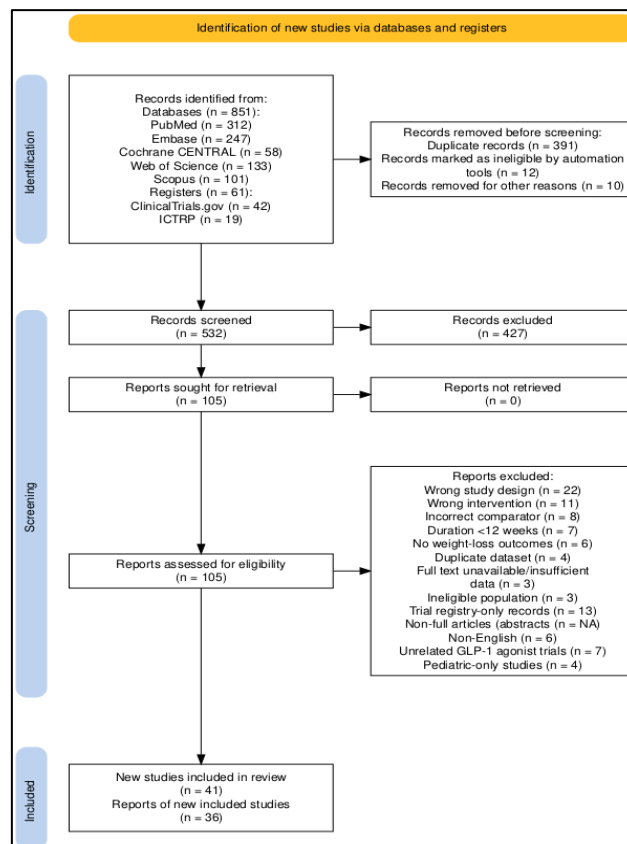 Identification of new studies via databases and registers
Identification
Records identified from:
Databases (n = 851):
PubMed (n = 312)
Embase (n = 247)
Cochrane CENTRAL (n = 58)
Web of Science (n = 133)
Scopus (n = 101)
Registers (n = 61):
ClinicalTrials.gov (n = 42)
ICTRP (n = 19)
Records removed before screening:
Duplicate records (n = 391)
Records marked as ineligible by automation
tools (n = 12)
Records removed for other reasons (n = 10)
Screening
Records screened
(n = 532)
Records excluded
(n = 427)
Reports sought for retrieval
(n = 105)
Reports not retrieved
(n = 0)
Reports assessed for eligibility
(n = 105)
Reports excluded:
Wrong study design (n = 22)
Wrong intervention (n = 11)
Incorrect comparator (n = 8)
Duration <12 weeks (n = 7)
No weight-loss outcomes (n = 6)
Duplicate dataset (n = 4)
Full text unavailable/insufficient
data (n = 3)
Ineligible population (n = 3)
Trial registry-only records (n = 13)
Non-full articles (abstracts (n = NA)
Non-English (n = 6)
Unrelated GLP-1 agonist trials (n = 7)
Pediatric-only studies (n = 4)
Included
New studies included in review
(n = 41)
Reports of new included studies
(n = 36)